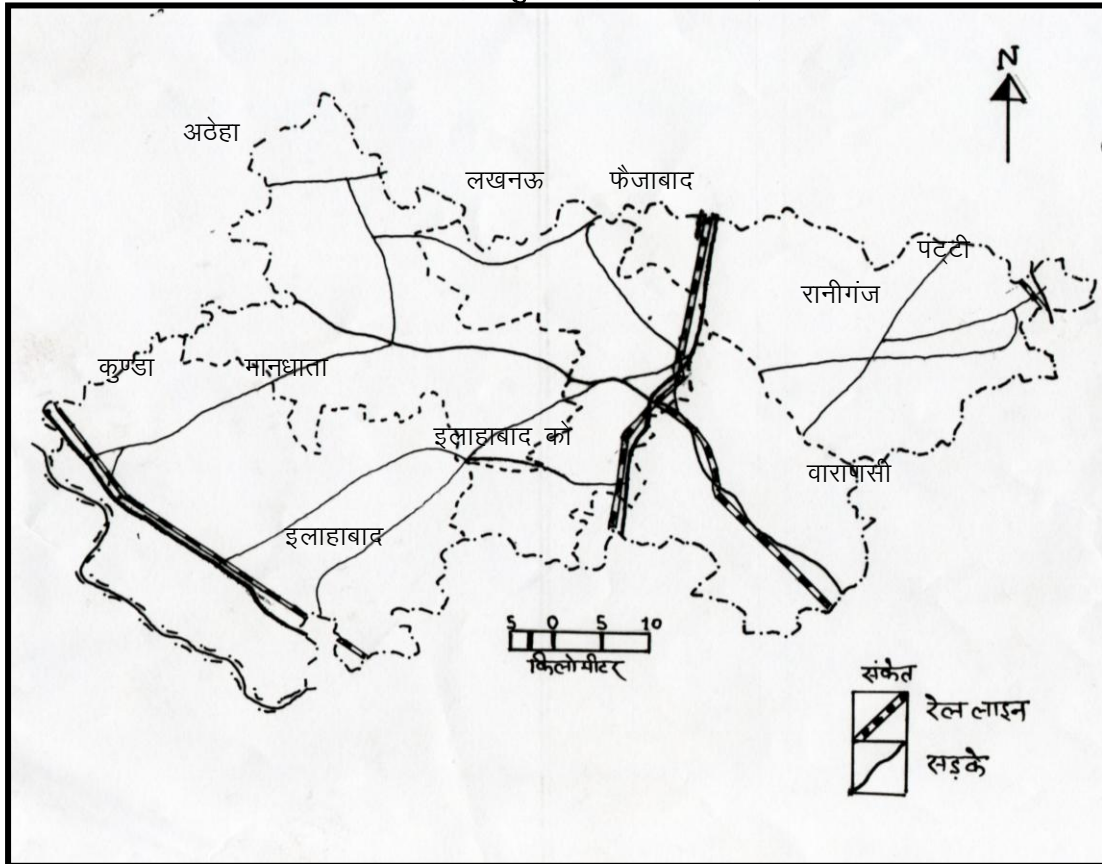 N
अठेहा
लखनऊ
फैजाबाद
पट्टी
रानीगंज
कुण्डा
मानधाता
इलाहाबाद को
वाराणसी
इलाहाबाद
5 0 5 10
किलोमीटर
संकेत
रेल लाइन
सड़के